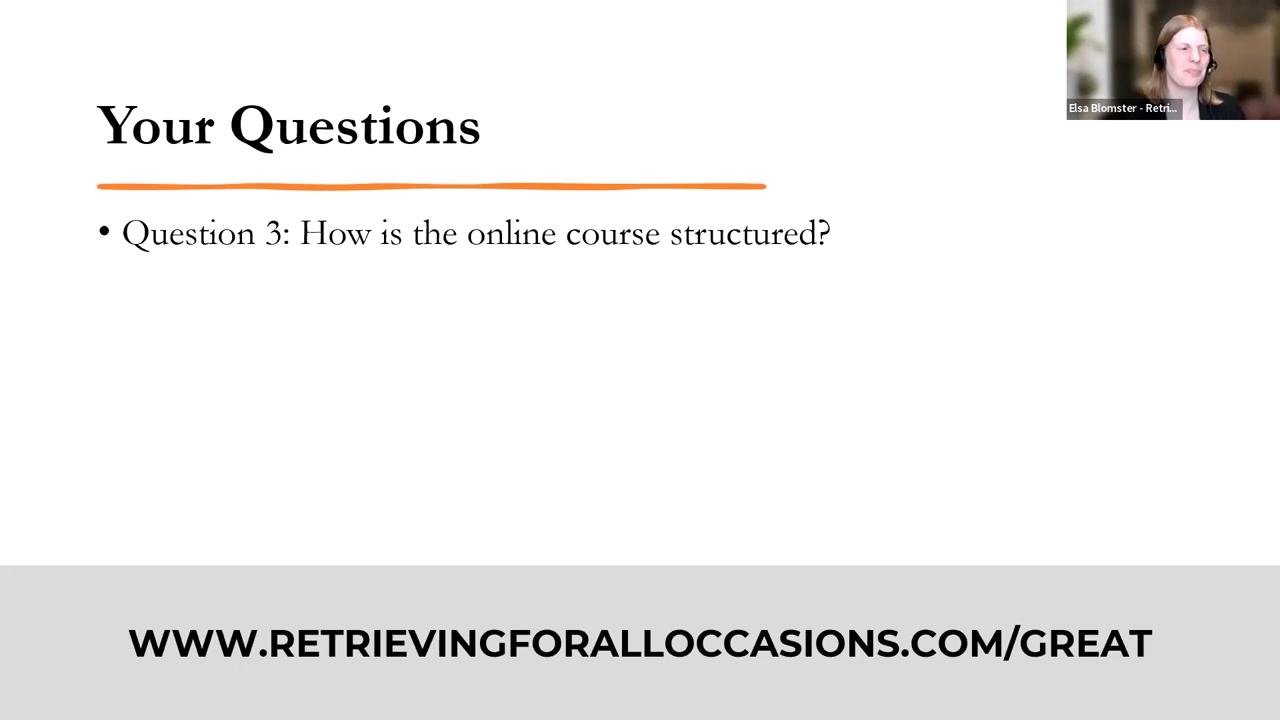 Your Questions
• Question 3: How is the online course structured?
Elsa Blomster - Retri...
WWW.RETRIEVINGFORALLOCCASIONS.COM/GREAT